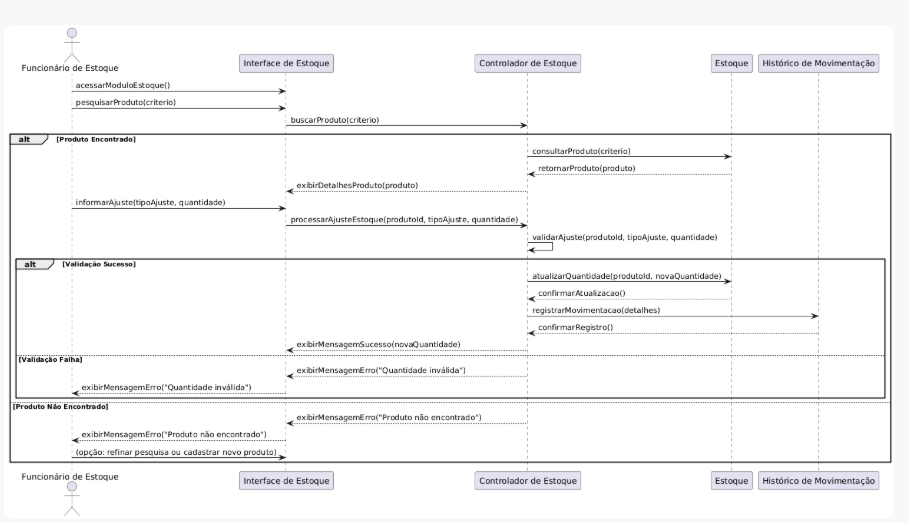 Funcionário de Estoque
Interface de Estoque
Controlador de Estoque
Estoque
Histórico de Movimentação
acessarModuloEstoque()
pesquisarProduto(criterio)
buscarProduto(criterio)
alt [Produto Encontrado]
consultarProduto(criterio)
retornarProduto(produto)
exibirDetalhesProduto(produto)
informarAjuste(tipoAjuste, quantidade)
processarAjusteEstoque(produtoId, tipoAjuste, quantidade)
validarAjuste(produtoId, tipoAjuste, quantidade)
alt [Validação Sucesso]
atualizarQuantidade(produtoId, novaQuantidade)
confirmarAtualizacao()
registrarMovimentacao(detalhes)
confirmarRegistro()
exibirMensagemSucesso(novaQuantidade)
[Validação Falha]
exibirMensagemErro("Quantidade inválida")
exibirMensagemErro("Quantidade inválida")
[Produto Não Encontrado]
exibirMensagemErro("Produto não encontrado")
exibirMensagemErro("Produto não encontrado")
(opção: refinar pesquisa ou cadastrar novo produto)
Funcionário de Estoque
Interface de Estoque
Controlador de Estoque
Estoque
Histórico de Movimentação